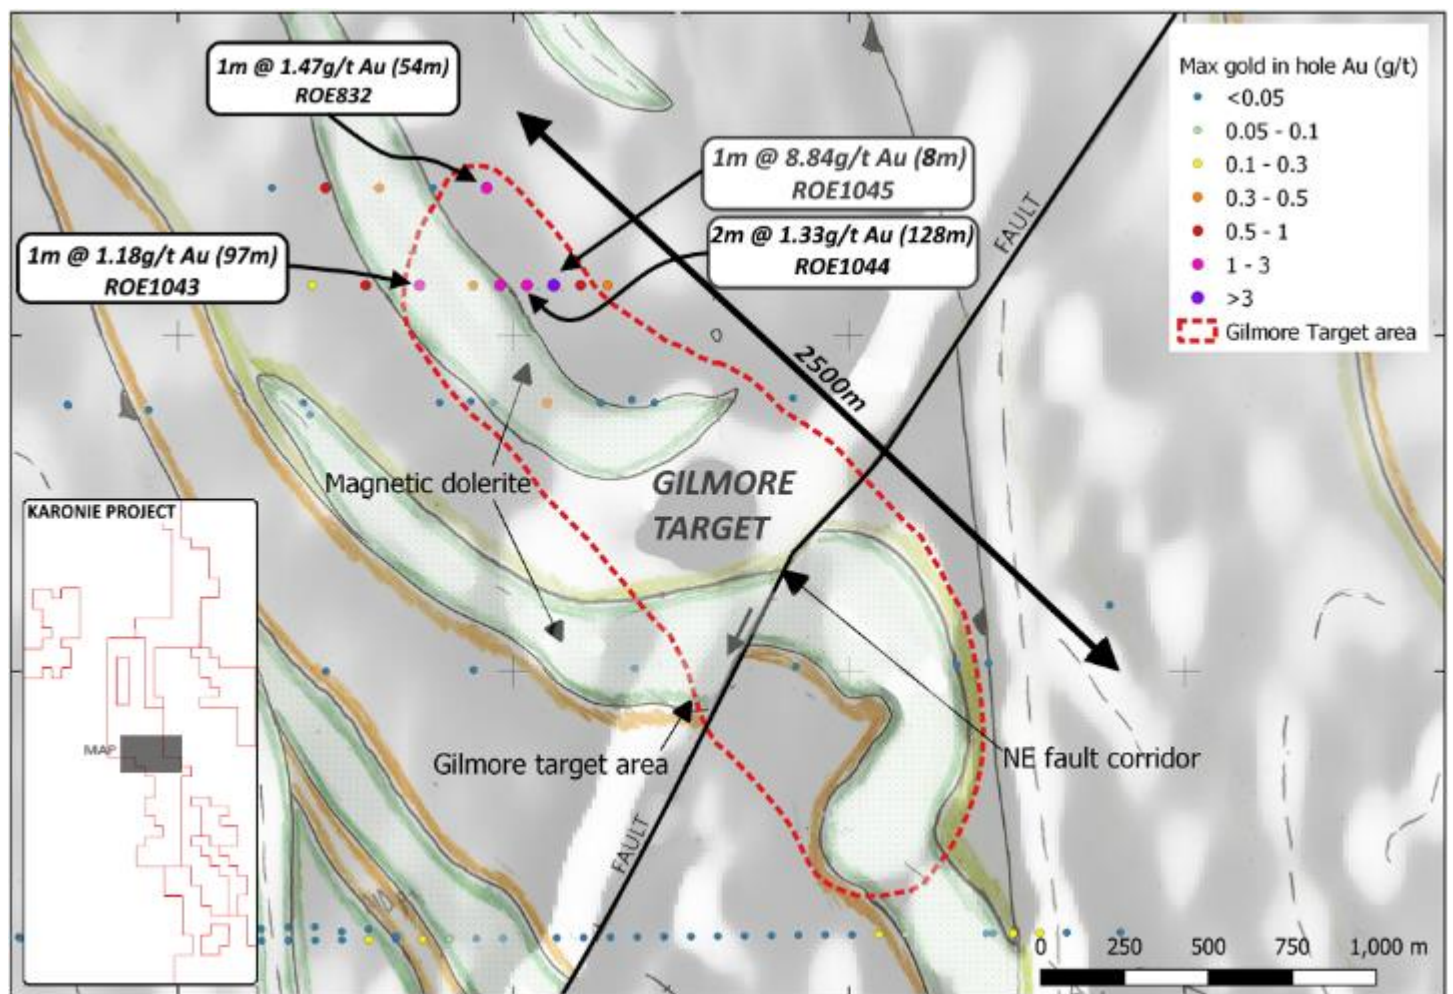 1m @ 1.47g/t Au (54m)
ROE832
1m @ 8.84g/t Au (8m)
ROE1045
2m @ 1.33g/t Au (128m)
ROE1044
1m @ 1.18g/t Au (97m)
ROE1043
Max gold in hole Au (g/t)
<0.05
0.05 - 0.1
0.1 - 0.3
0.3 - 0.5
0.5 - 1
1 - 3
>3
Gilmore Target area
FAULT
2500m
Magnetic dolerite
GILMORE
TARGET
KARONIE PROJECT
MAP
Gilmore target area
NE fault corridor
FAULT
0 250 500 750 1,000 m